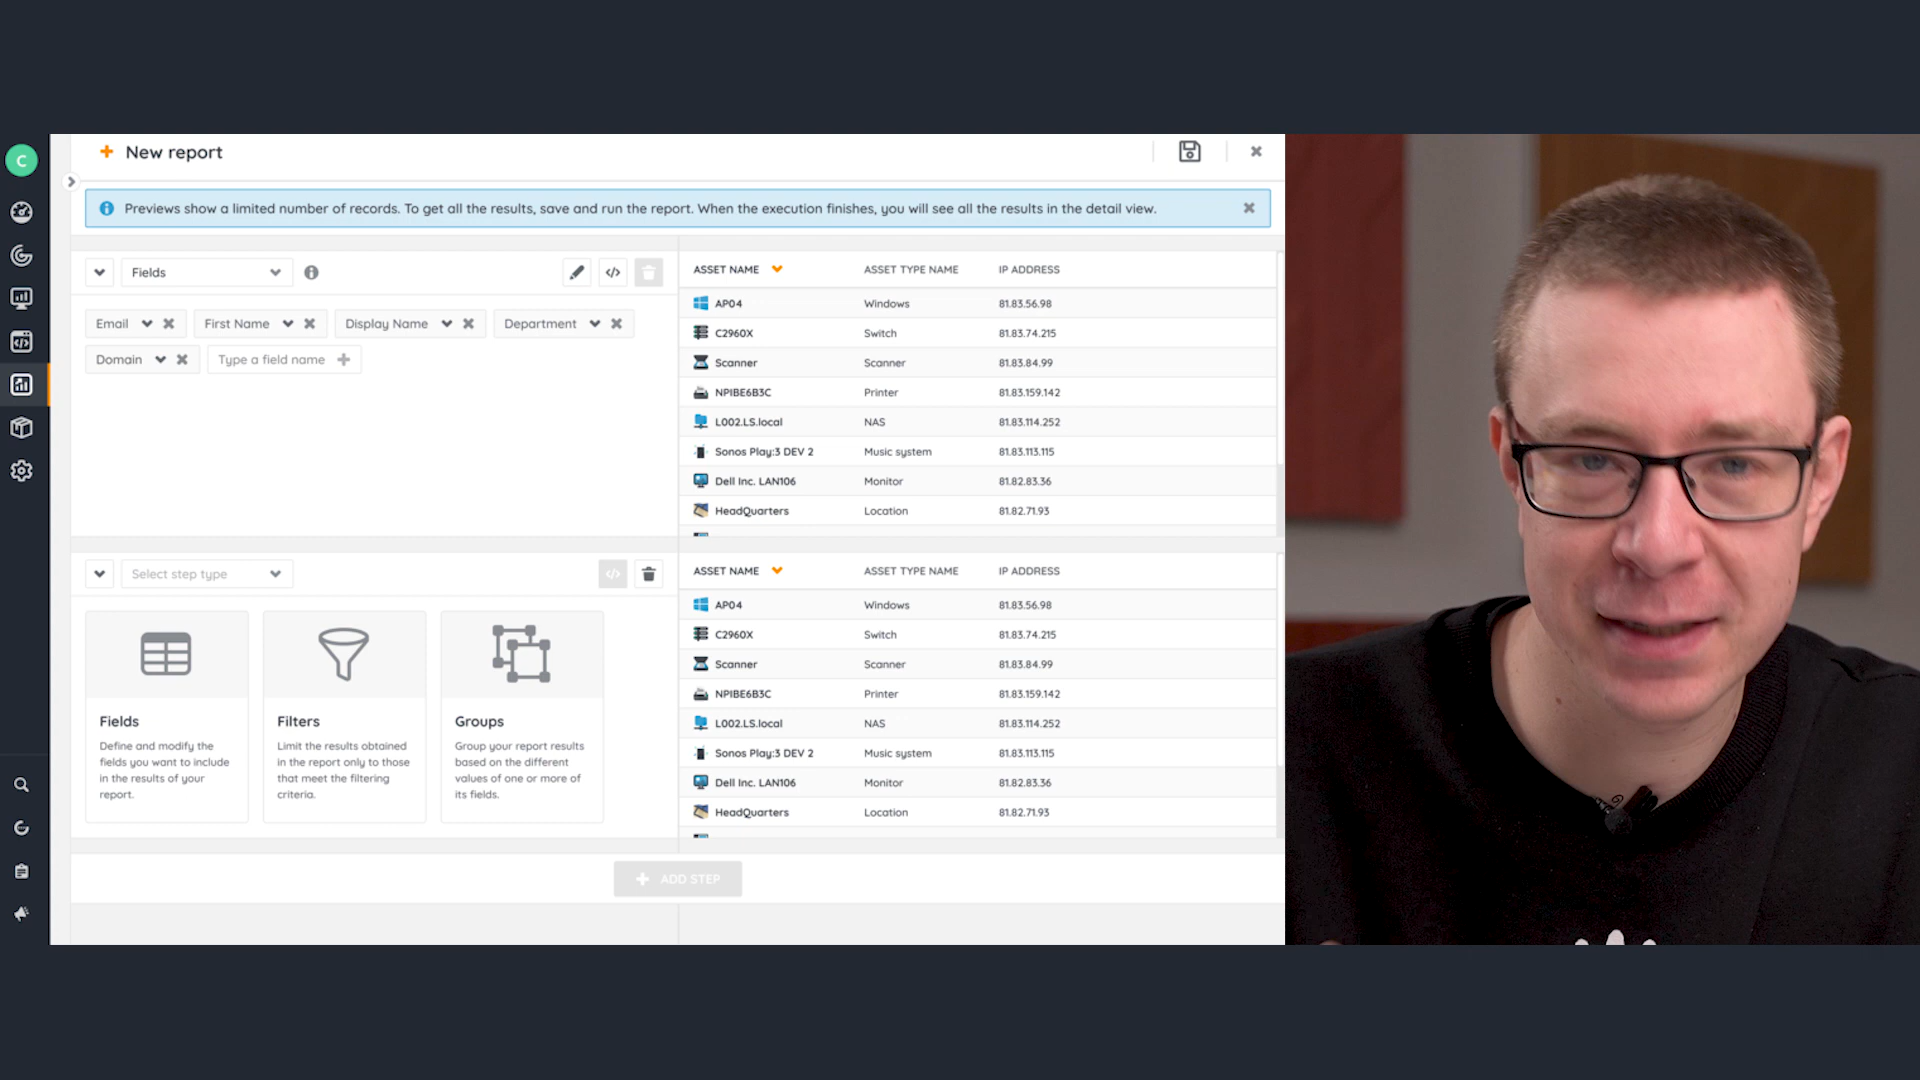 C
New report
Previews show a limited number of records. To get all the results, save and run the report. When the execution finishes, you will see all the results in the detail view.
Fields
Email
First Name
Display Name
Department
Domain
Type a field name
ASSET NAME
ASSET TYPE NAME
IP ADDRESS
AP04
Windows
81.83.56.98
C2960X
Switch
81.83.74.215
Scanner
Scanner
81.83.84.99
NPIBE6B3C
Printer
81.83.159.142
L002.LS.local
NAS
81.83.114.252
Sonos Play:3 DEV 2
Music system
81.83.113.115
Dell Inc. LAN106
Monitor
81.82.83.36
HeadQuarters
Location
81.82.71.93
Select step type
Fields
Define and modify the
fields you want to include
in the results of your
report.
Filters
Limit the results obtained
in the report only to those
that meet the filtering
criteria.
Groups
Group your report results
based on the different
values of one or more of
its fields.
ASSET NAME
ASSET TYPE NAME
IP ADDRESS
AP04
Windows
81.83.56.98
C2960X
Switch
81.83.74.215
Scanner
Scanner
81.83.84.99
NPIBE6B3C
Printer
81.83.159.142
L002.LS.local
NAS
81.83.114.252
Sonos Play:3 DEV 2
Music system
81.83.113.115
Dell Inc. LAN106
Monitor
81.82.83.36
HeadQuarters
Location
81.82.71.93
ADD STEP